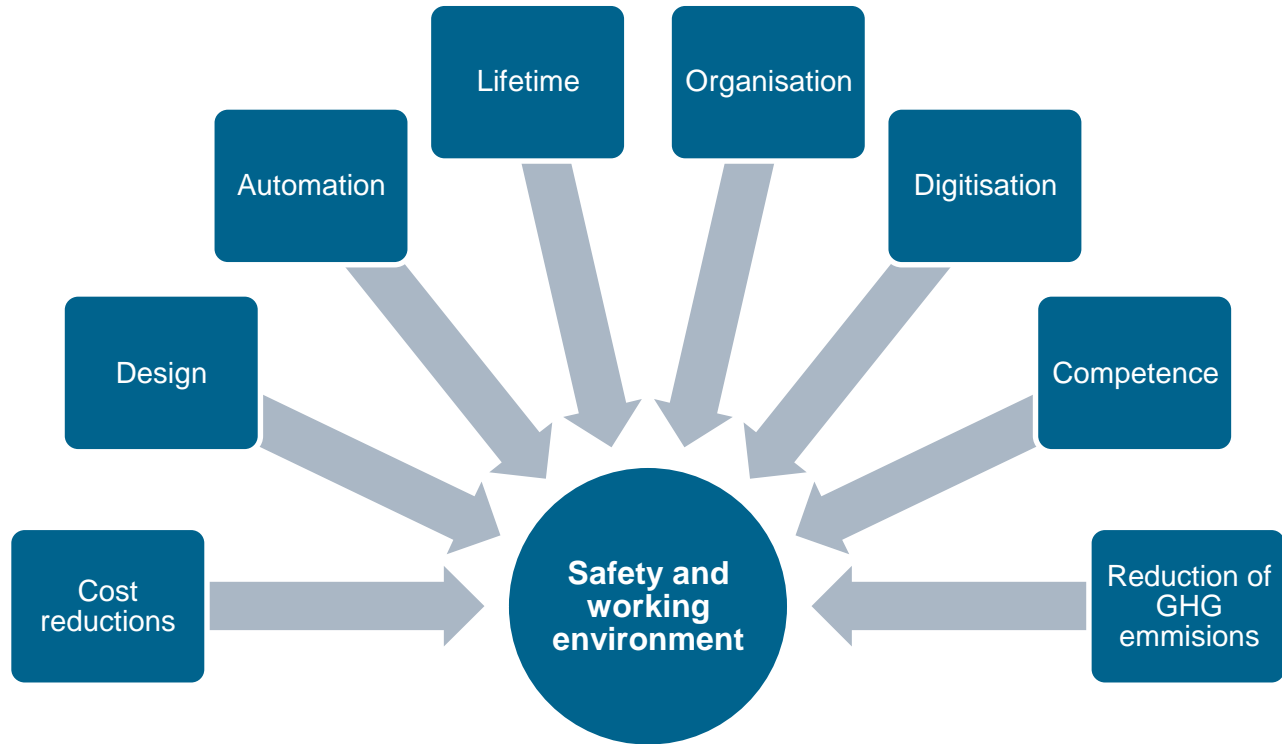 Lifetime
Organisation
Automation
Digitisation
Design
Competence
Cost
reductions
Safety and
working
environment
Reduction of
GHG
emmisions